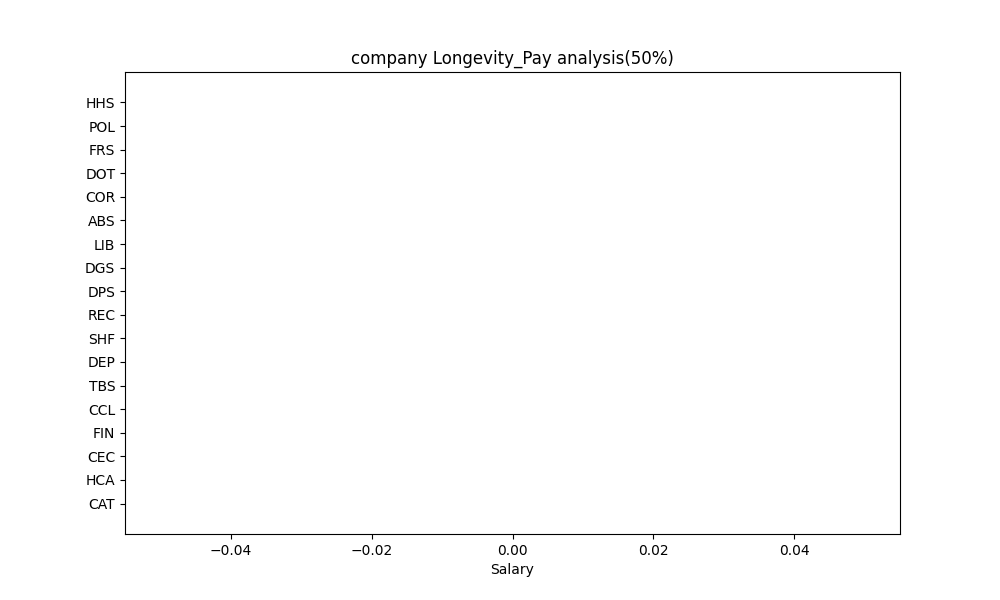 company Longevity_Pay analysis(50%)
HHS
POL
FRS
DOT
COR
ABS
LIB
DGS
DPS
REC
SHF
DEP
TBS
CCL
FIN
CEC
HCA
CAT
−0.04 −0.02 0.00 0.02 0.04
Salary